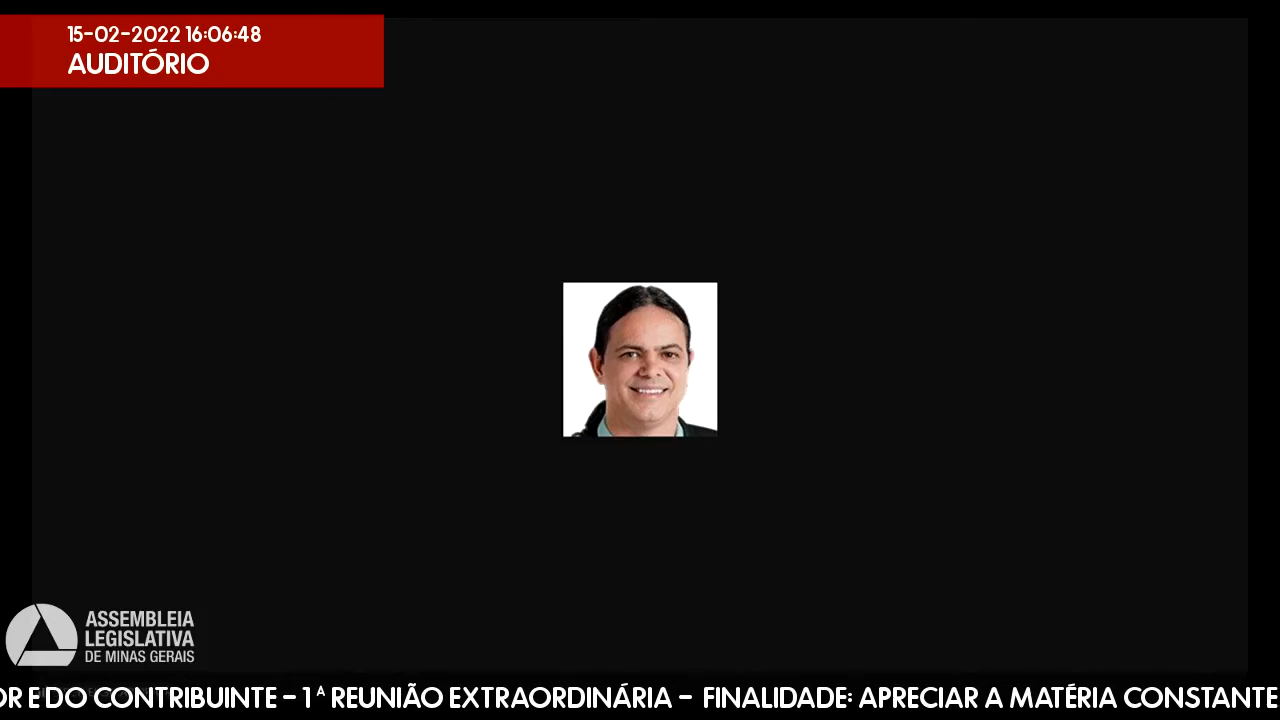 15-02-2022 16:06:48
AUDITÓRIO
ASSEMBLEIA
LEGISLATIVA
DE MINAS GERAIS
OR E DO CONTRIBUINTE - 1ª REUNIÃO EXTRAORDINÁRIA - FINALIDADE: APRECIAR A MATÉRIA CONSTANTE